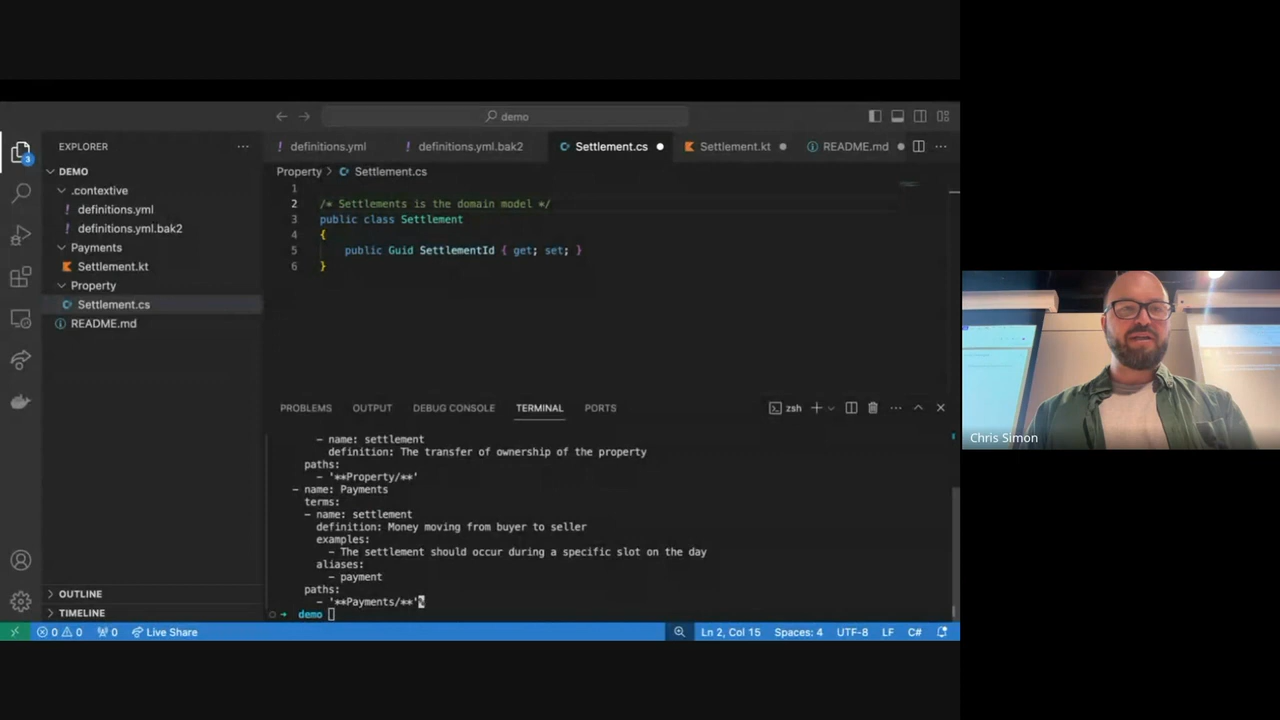 demo
EXPLORER
DEMO
.contextive
definitions.yml
definitions.yml.bak2
Payments
Settlement.kt
Property
Settlement.cs
README.md
OUTLINE
TIMELINE
3
definitions.yml
definitions.yml.bak2
Settlement.cs
Settlement.kt
README.md
Property > Settlement.cs
1
2 /* Settlements is the domain model */
3 public class Settlement
4 {
5 public Guid SettlementId { get; set; }
6 }
PROBLEMS OUTPUT DEBUG CONSOLE TERMINAL PORTS
zsh
- name: settlement
definition: The transfer of ownership of the property
paths:
- '**Property/**'
- name: Payments
terms:
- name: settlement
definition: Money moving from buyer to seller
examples:
- The settlement should occur during a specific slot on the day
aliases:
- payment
paths:
- '**Payments/**'%
demo
0 0 0 Live Share
Ln 2, Col 15 Spaces: 4 UTF-8 LF C#
Chris Simon